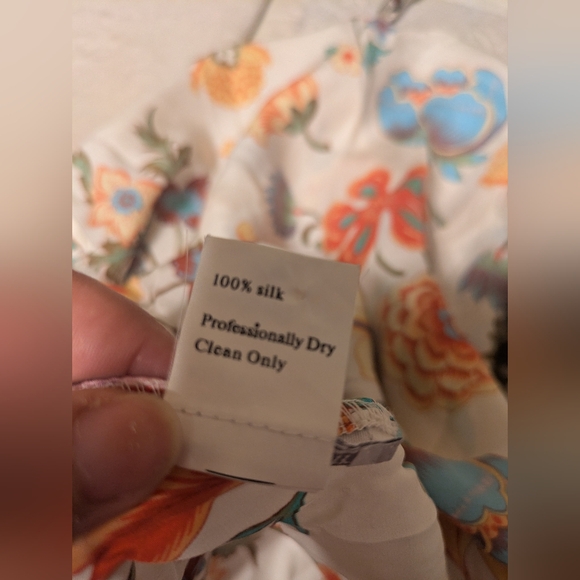 100% silk
Professionally Dry
Clean Only